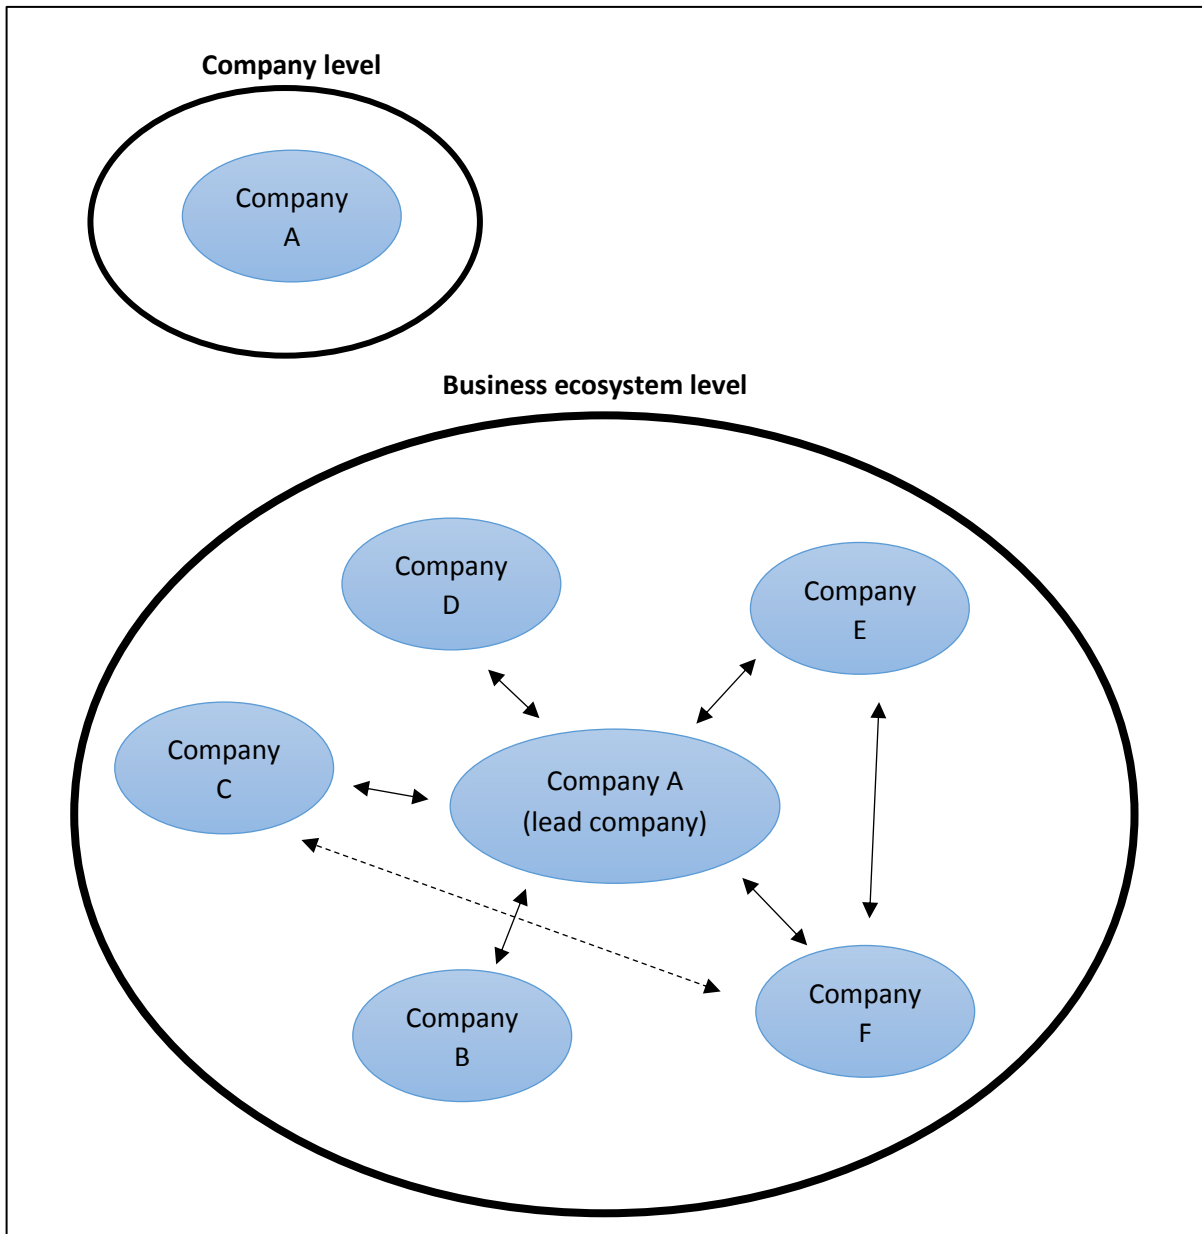 Company level
Company
A
Business ecosystem level
Company
D
Company
E
Company
C
Company A
(lead company)
Company
B
Company
F